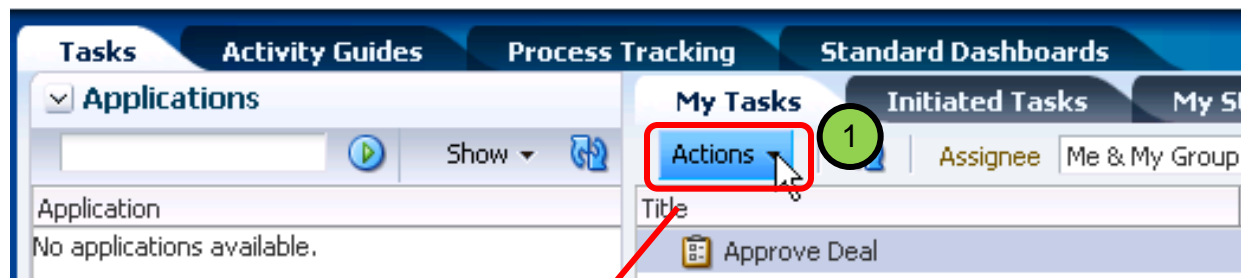 Tasks Activity Guides Process Tracking Standard Dashboards
Applications
My Tasks Initiated Tasks My
Show Actions 1 Assignee Me & My Group
Application
Title
No applications available.
Approve Deal